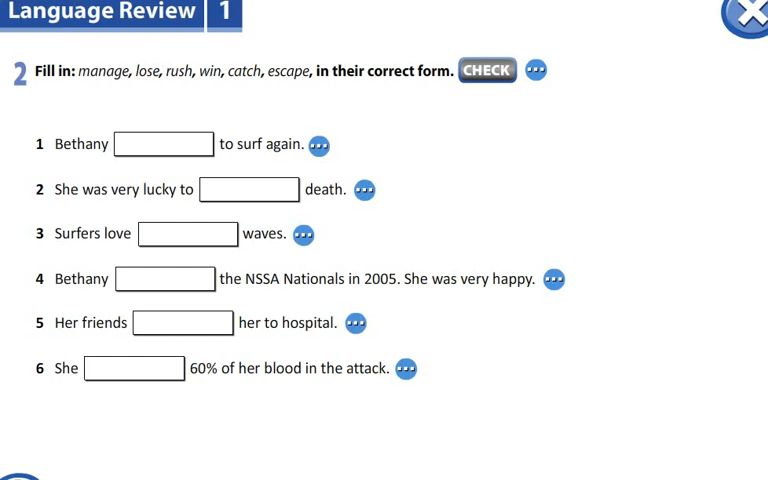 Language Review 1
2 Fill in: manage, lose, rush, win, catch, escape, in their correct form. CHECK
1 Bethany to surf again.
2 She was very lucky to death.
3 Surfers love waves.
4 Bethany the NSSA Nationals in 2005. She was very happy.
5 Her friends her to hospital.
6 She 60% of her blood in the attack.